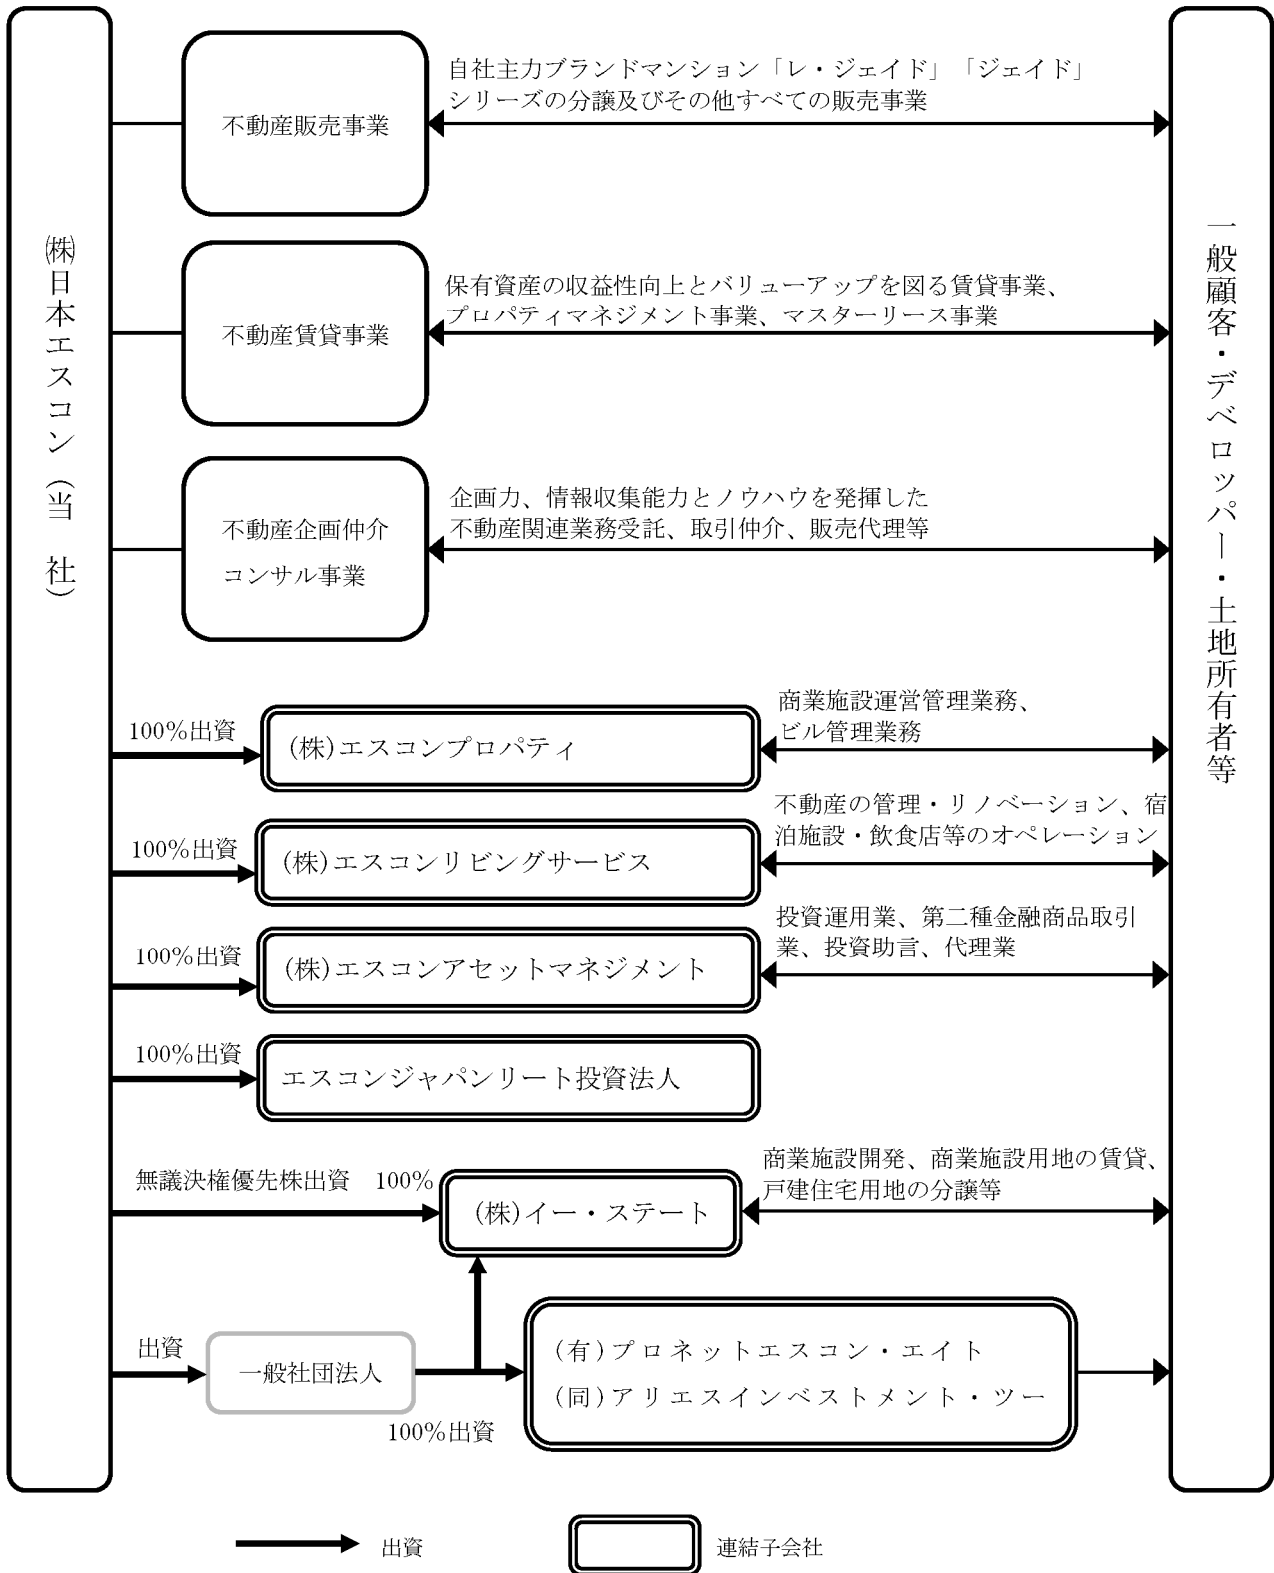 ㈱日本エスコン（当　社）
不動産販売事業
自社主力ブランドマンション「レ・ジェイド」「ジェイド」
シリーズの分譲及びその他すべての販売事業
不動産賃貸事業
保有資産の収益性向上とバリューアップを図る賃貸事業、
プロパティマネジメント事業、マスターリース事業
不動産企画仲介
コンサル事業
企画力、情報収集能力とノウハウを発揮した
不動産関連業務受託、取引仲介、販売代理等
100%出資
(株)エスコンプロパティ
商業施設運営管理業務、
ビル管理業務
100%出資
(株)エスコンリビングサービス
不動産の管理・リノベーション、宿
泊施設・飲食店等のオペレーション
100%出資
(株)エスコンアセットマネジメント
投資運用業、第二種金融商品取引
業、投資助言、代理業
100%出資
エスコンジャパンリート投資法人
無議決権優先株出資　100%
(株)イー・ステート
商業施設開発、商業施設用地の賃貸、
戸建住宅用地の分譲等
出資
一般社団法人
100%出資
(有)プロネットエスコン・エイト
(同)アリエスインベストメント・ツー
一般顧客・デベロッパー・土地所有者等
出資
連結子会社